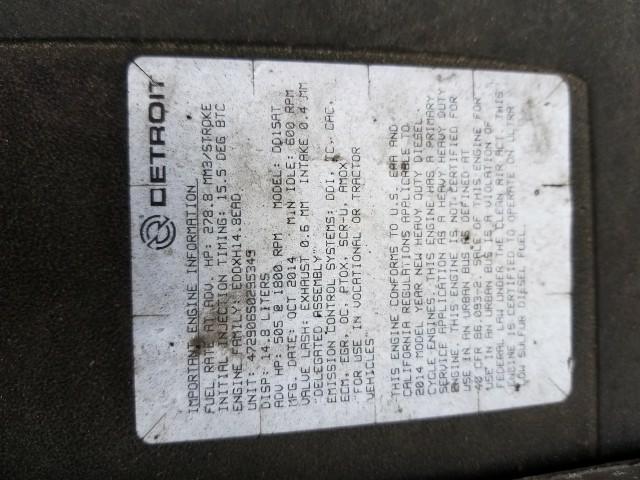 DETROIT
IMPORTANT ENGINE INFORMATION
FUEL RATE AT ADV. HP: 278.8 MM3/STROKE
INITIAL INJECTION TIMING: 15.5 DEG BTC
ENGINE FAMILY: EDDXH14.8EAD
UNIT: 472906S0295349
DISP: 14.8 LITERS
ADV HP: 505 @ 1800 RPM MODEL: DD15AT
MFG. DATE: OCT 2014 MIN IDLE: 600 RPM
VALVE LASH: EXHAUST 0.6 MM INTAKE 0.4 MM
"DELEGATED ASSEMBLY"
EMISSION CONTROL SYSTEMS: DDI, TC, CAC,
ECM, EGR, OC, PTOX, SCR-U, AMOX
"FOR USE IN VOCATIONAL OR TRACTOR
VEHICLES"
"THIS ENGINE CONFORMS TO U.S. EPA AND
CALIFORNIA REGULATIONS APPLICABLE TO
2014 MODEL YEAR NEW HEAVY DUTY DIESEL
CYCLE ENGINES. THIS ENGINE HAS A PRIMARY
SERVICE APPLICATION AS A HEAVY HEAVY DUTY
ENGINE. THIS ENGINE IS NOT CERTIFIED FOR
USE IN AN URBAN BUS AS DEFINED AT
40 CFR 86.093-2. SALE OF THIS ENGINE FOR
USE IN AN URBAN BUS IS A VIOLATION OF
FEDERAL LAW UNDER THE CLEAN AIR ACT. THIS
ENGINE IS CERTIFIED TO OPERATE ON ULTRA
LOW SULFUR DIESEL FUEL.